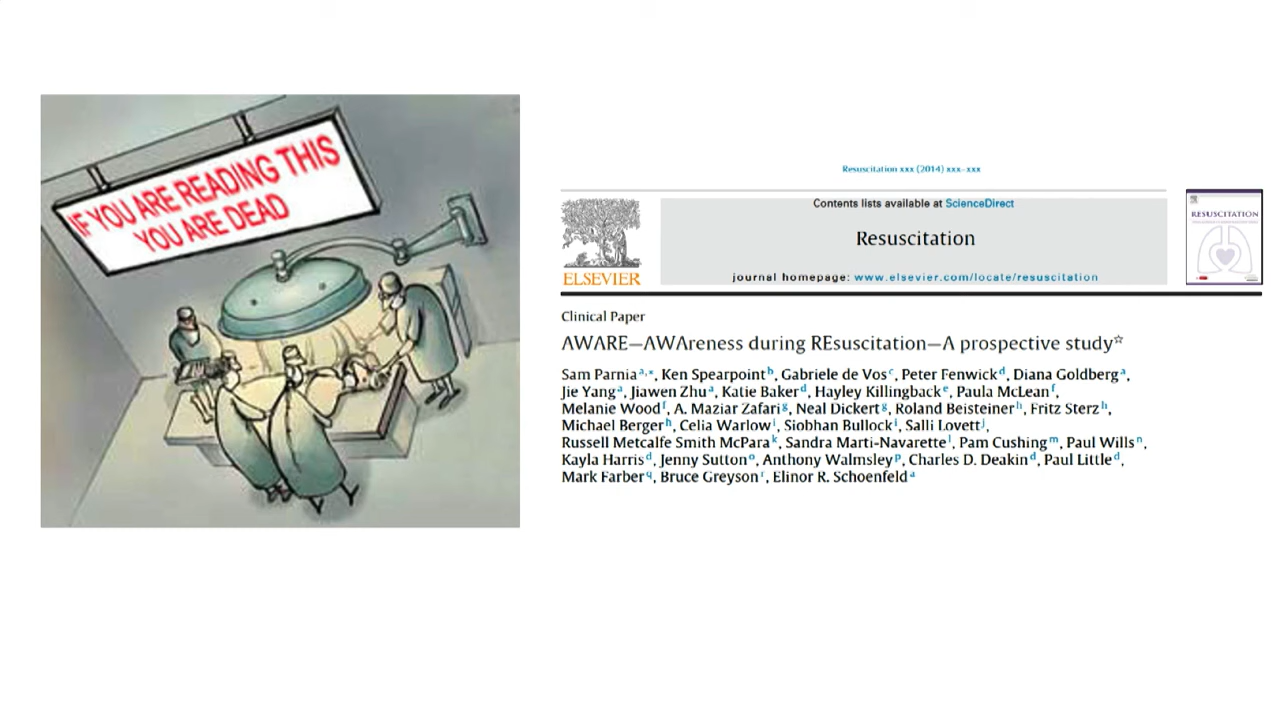 IF YOU ARE READING THIS
YOU ARE DEAD
Resuscitation xxx (2014) xxx–xxx
Contents lists available at ScienceDirect
Resuscitation
journal homepage: www.elsevier.com/locate/resuscitation
ELSEVIER
RESUSCITATION
Clinical Paper
AWARE—AWAreness during REsuscitation—A prospective study☆
Sam Parnia a,*, Ken Spearpoint b, Gabriele de Vos c, Peter Fenwick d, Diana Goldberg a,
Jie Yang a, Jiawen Zhu a, Katie Baker d, Hayley Killingback e, Paula McLean f,
Melanie Wood f, A. Maziar Zafari g, Neal Dickert g, Roland Beisteiner h, Fritz Sterz h,
Michael Berger h, Celia Warlow i, Siobhan Bullock i, Salli Lovett j,
Russell Metcalfe Smith McPara k, Sandra Marti-Navarette l, Pam Cushing m, Paul Wills n,
Kayla Harris d, Jenny Sutton o, Anthony Walmsley p, Charles D. Deakin d, Paul Little d,
Mark Farber q, Bruce Greyson r, Elinor R. Schoenfeld a